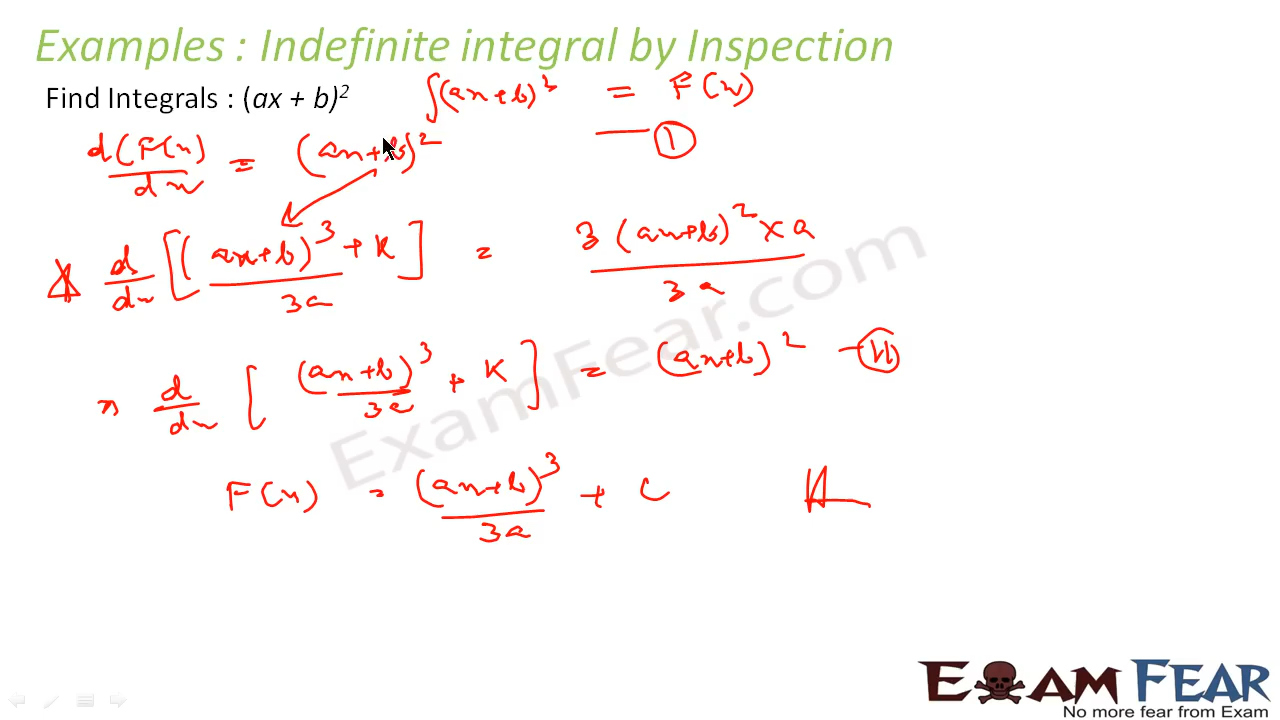 Examples : Indefinite integral by Inspection
Find Integrals : (ax + b)²
∫(ax+b)³ = F(x)
— ①
d(F(x) / dx = (ax+b)²
d/dx [(ax+b)³/3a + K] = 3(ax+b)² × a / 3a
⇒ d/dx [(ax+b)³/3a + K] = (ax+b)² — (II)
F(x) = (ax+b)³/3a + C
ExamFear.com
EXAM FEAR
No more fear from Exam